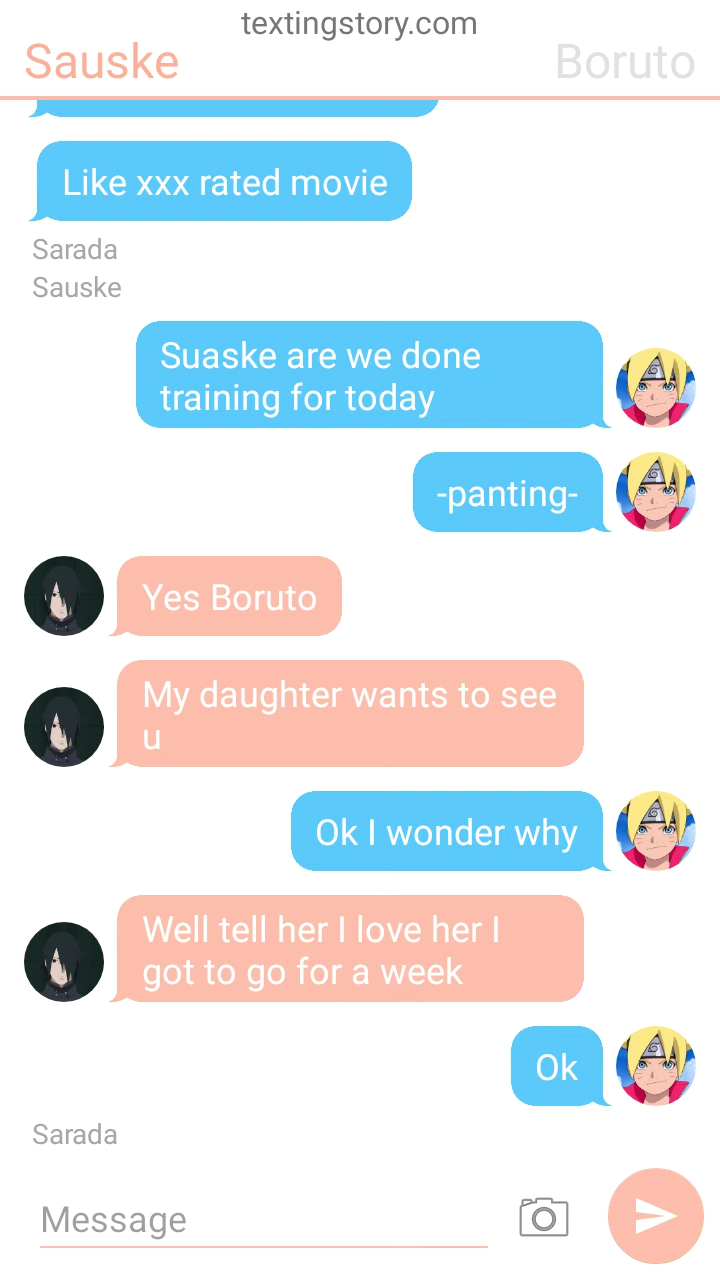 textingstory.com
Sauske
Boruto
Like xxx rated movie
Sarada
Sauske
Suaske are we done
training for today
-panting-
Yes Boruto
My daughter wants to see
u
Ok I wonder why
Well tell her I love her I
got to go for a week
Ok
Sarada
Message